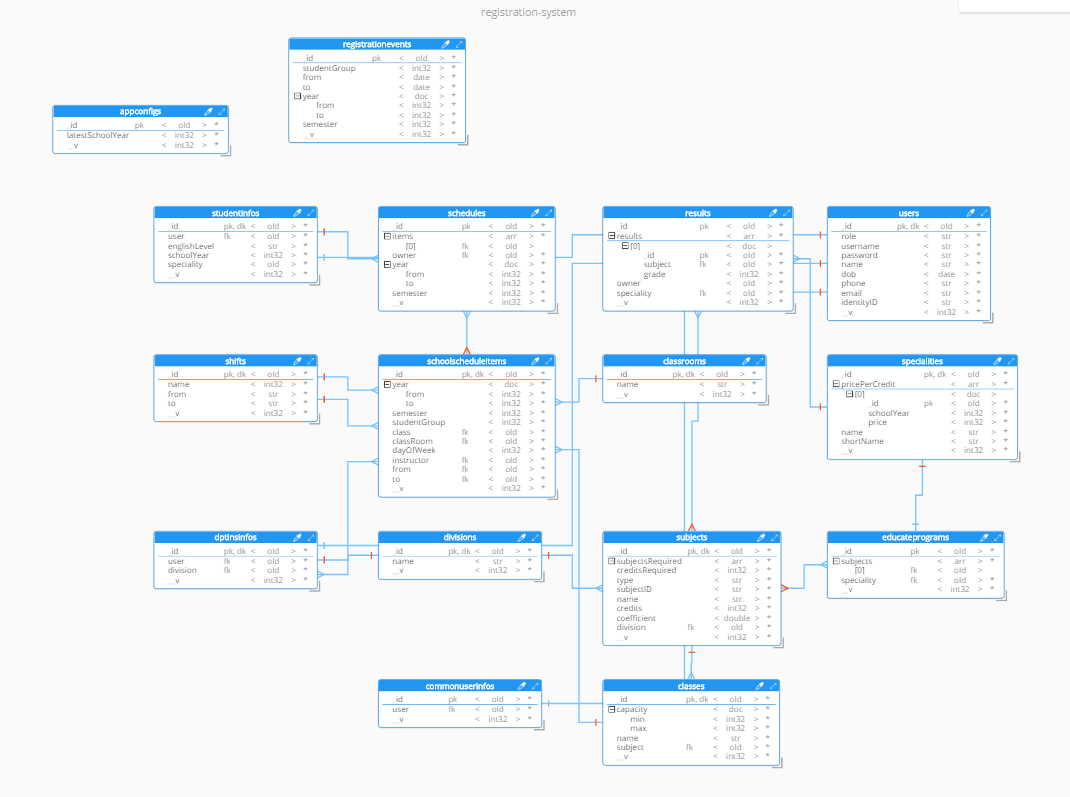 registration-system
registrationevents
_id pk < oId > *
studentGroup < int32 > *
from < date > *
to < date > *
year < doc > *
from < int32 > *
to < int32 > *
semester < int32 > *
__v < int32 > *
appconfigs
_id pk < oId > *
latestSchoolYear < int32 > *
__v < int32 > *
studentinfos
_id pk, dk < oId > *
user fk < oId > *
englishLevel < str > *
schoolYear < int32 > *
speciality < oId > *
__v < int32 > *
schedules
_id pk < oId > *
items < arr > *
[0] fk < oId > *
owner fk < oId > *
year < doc > *
from < int32 > *
to < int32 > *
semester < int32 > *
__v < int32 > *
results
_id pk < oId > *
results < arr > *
[0] < doc >
_id pk < oId > *
subject fk < oId > *
grade < int32 > *
owner < oId > *
speciality fk < oId > *
__v < int32 > *
users
_id pk, dk < oId > *
role < str > *
username < str > *
password < str > *
name < str > *
dob < date > *
phone < str > *
email < str > *
identityID < str > *
__v < int32 > *
shifts
_id pk, dk < oId > *
name < int32 > *
from < str > *
to < str > *
__v < int32 > *
schoolscheduleitems
_id pk, dk < oId > *
year < doc > *
from < int32 > *
to < int32 > *
semester < int32 > *
studentGroup < int32 > *
class fk < oId > *
classRoom fk < oId > *
dayOfWeek < int32 > *
instructor fk < oId > *
from fk < oId > *
to fk < oId > *
__v < int32 > *
classrooms
_id pk, dk < oId > *
name < str > *
__v < int32 > *
specialities
_id pk, dk < oId > *
pricePerCredit < arr > *
[0] < doc > *
_id pk < oId > *
schoolYear < int32 > *
price < int32 > *
name < str > *
shortName < str > *
__v < int32 > *
dptinsinfos
_id pk, dk < oId > *
user fk < oId > *
division fk < oId > *
__v < int32 > *
divisions
_id pk, dk < oId > *
name < str > *
__v < int32 > *
subjects
_id pk, dk < oId > *
subjectsRequired < arr > *
creditsRequired < int32 > *
type < str > *
subjectID < str > *
name < str > *
credits < int32 > *
coefficient < double > *
division fk < oId > *
__v < int32 > *
educateprograms
_id pk < oId > *
subjects < arr > *
[0] fk < oId >
speciality fk < oId > *
__v < int32 > *
commonuserinfos
_id pk < oId > *
user fk < oId > *
__v < int32 > *
classes
_id pk, dk < oId > *
capacity < doc > *
min < int32 > *
max < int32 > *
name < str > *
subject fk < oId > *
__v < int32 > *